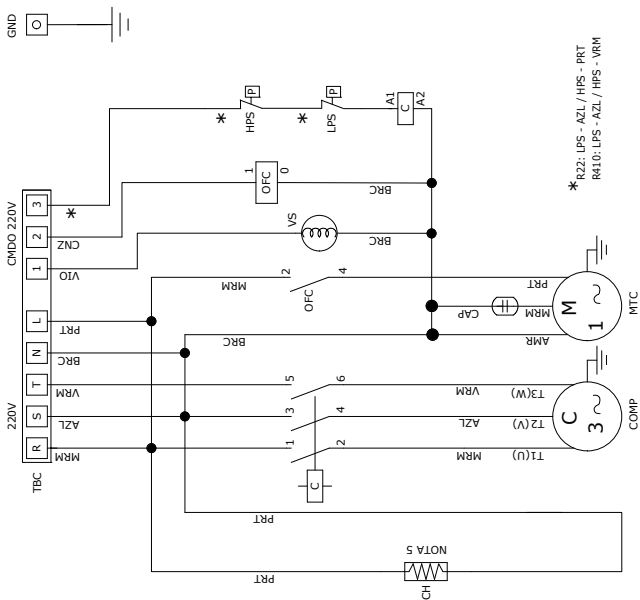 GND
CMDO 220V
220V
TBC
3
2
1
L
N
T
S
R
*
CNZ
VIO
PRT
BRC
VRM
AZL
MRM
*
HPS
P
*
LPS
P
A1
C
A2
1
OFC
0
BRC
VS
BRC
MRM
2
OFC
4
PRT
BRC
CAP
MRM
AMR
M
1 ~
MTC
5
6
3
4
1
2
C
VRM
T3(W)
AZL
T2(V)
MRM
T1(U)
C
3 ~
COMP
PRT
PRT
NOTA 5
CH
* R22: LPS - AZL / HPS - PRT
R410: LPS - AZL / HPS - VRM